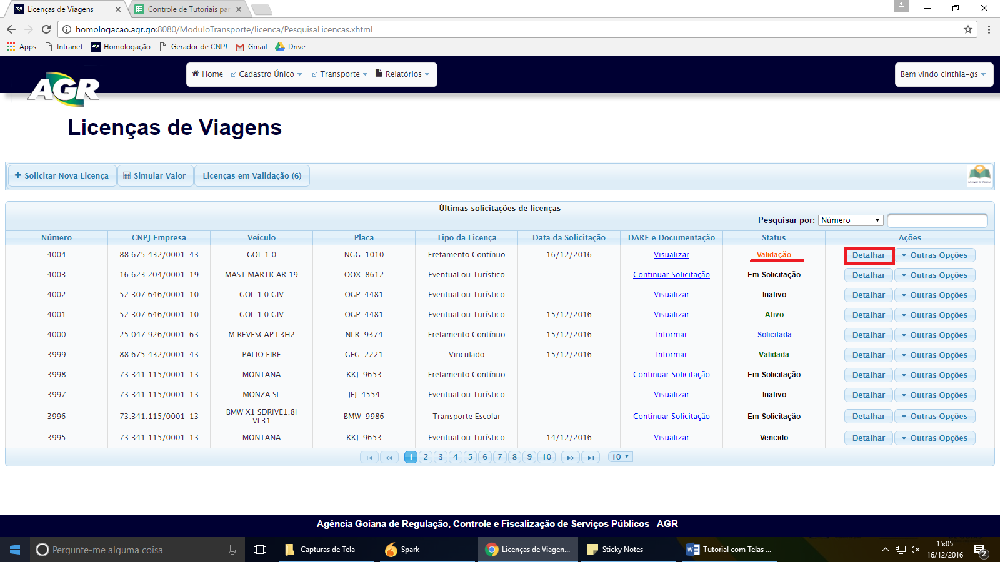 Licenças de Viagens
Controle de Tutoriais pa
homologacao.agr.go:8080/ModuloTransporte/licenca/PesquisaLicencas.xhtml
Apps Intranet Homologação Gerador de CNPJ Gmail Drive
AGR
Home Cadastro Único Transporte Relatórios
Bem vindo cinthia-gs
Licenças de Viagens
+ Solicitar Nova Licença Simular Valor Licenças em Validação (6)
Últimas solicitações de licenças
Pesquisar por: Número
Número CNPJ Empresa Veículo Placa Tipo da Licença Data da Solicitação DARE e Documentação Status Ações
4004 88.675.432/0001-43 GOL 1.0 NGG-1010 Fretamento Contínuo 16/12/2016 Visualizar Validação Detalhar Outras Opções
4003 16.623.204/0001-19 MAST MARTICAR 19 OOX-8612 Eventual ou Turístico ----- Continuar Solicitação Em Solicitação Detalhar Outras Opções
4002 52.307.646/0001-10 GOL 1.0 GIV OGP-4481 Eventual ou Turístico ----- Visualizar Inativo Detalhar Outras Opções
4001 52.307.646/0001-10 GOL 1.0 GIV OGP-4481 Eventual ou Turístico 15/12/2016 Visualizar Ativo Detalhar Outras Opções
4000 25.047.926/0001-63 M REVESCAP L3H2 NLR-9374 Fretamento Contínuo 15/12/2016 Informar Solicitada Detalhar Outras Opções
3999 88.675.432/0001-43 PALIO FIRE GFG-2221 Vinculado 15/12/2016 Informar Validada Detalhar Outras Opções
3998 73.341.115/0001-13 MONTANA KKJ-9653 Fretamento Contínuo ----- Continuar Solicitação Em Solicitação Detalhar Outras Opções
3997 73.341.115/0001-13 MONZA SL JFJ-4554 Eventual ou Turístico ----- Visualizar Inativo Detalhar Outras Opções
3996 73.341.115/0001-13 BMW X1 SDRIVE1.8I VL31 BMW-9986 Transporte Escolar ----- Continuar Solicitação Em Solicitação Detalhar Outras Opções
3995 73.341.115/0001-13 MONTANA KKJ-9653 Eventual ou Turístico 14/12/2016 Visualizar Vencido Detalhar Outras Opções
1 2 3 4 5 6 7 8 9 10 10
Agência Goiana de Regulação, Controle e Fiscalização de Serviços Públicos AGR
Pergunte-me alguma coisa
Capturas de Tela Spark Licenças de Viagen... Sticky Notes Tutorial com Telas ...
15:05
16/12/2016
2